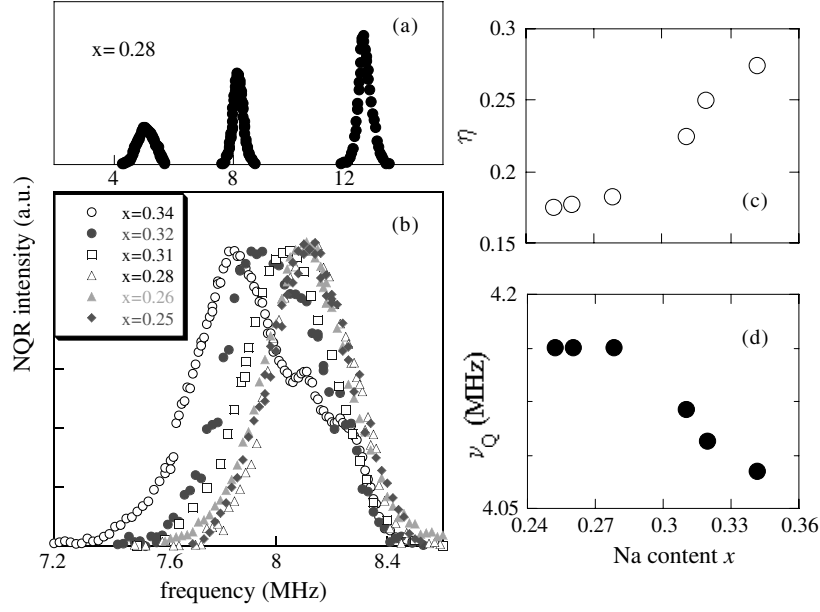 (a)
x=0.28
4 8 12
NQR intensity (a.u.)
(b)
x=0.34
x=0.32
x=0.31
x=0.28
x=0.26
x=0.25
7.2 7.6 8 8.4
frequency (MHz)
(c)
0.3
0.25
0.2
0.15
η
(d)
4.2
4.05
ν_Q (MHz)
0.24 0.27 0.3 0.33 0.36
Na content x